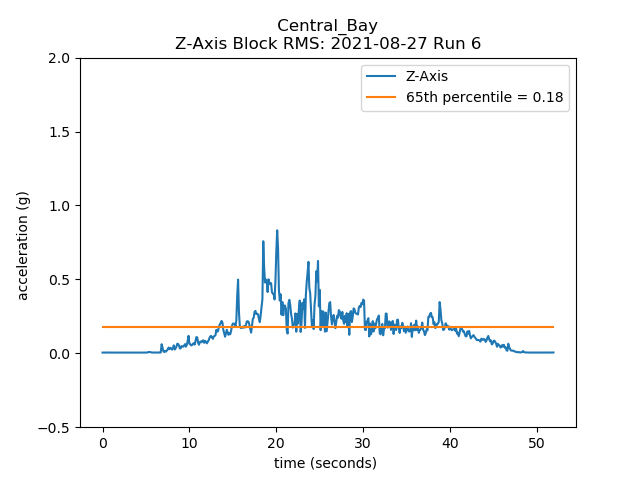 Central_Bay
Z-Axis Block RMS: 2021-08-27 Run 6
Z-Axis
65th percentile = 0.18
2.0
1.5
1.0
0.5
0.0
−0.5
acceleration (g)
0 10 20 30 40 50
time (seconds)